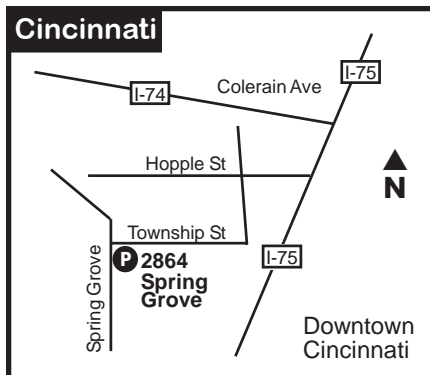 Cincinnati
I-75
I-74
Colerain Ave
Hopple St
N
Township St
P 2864
Spring
Grove
Spring Grove
I-75
Downtown
Cincinnati